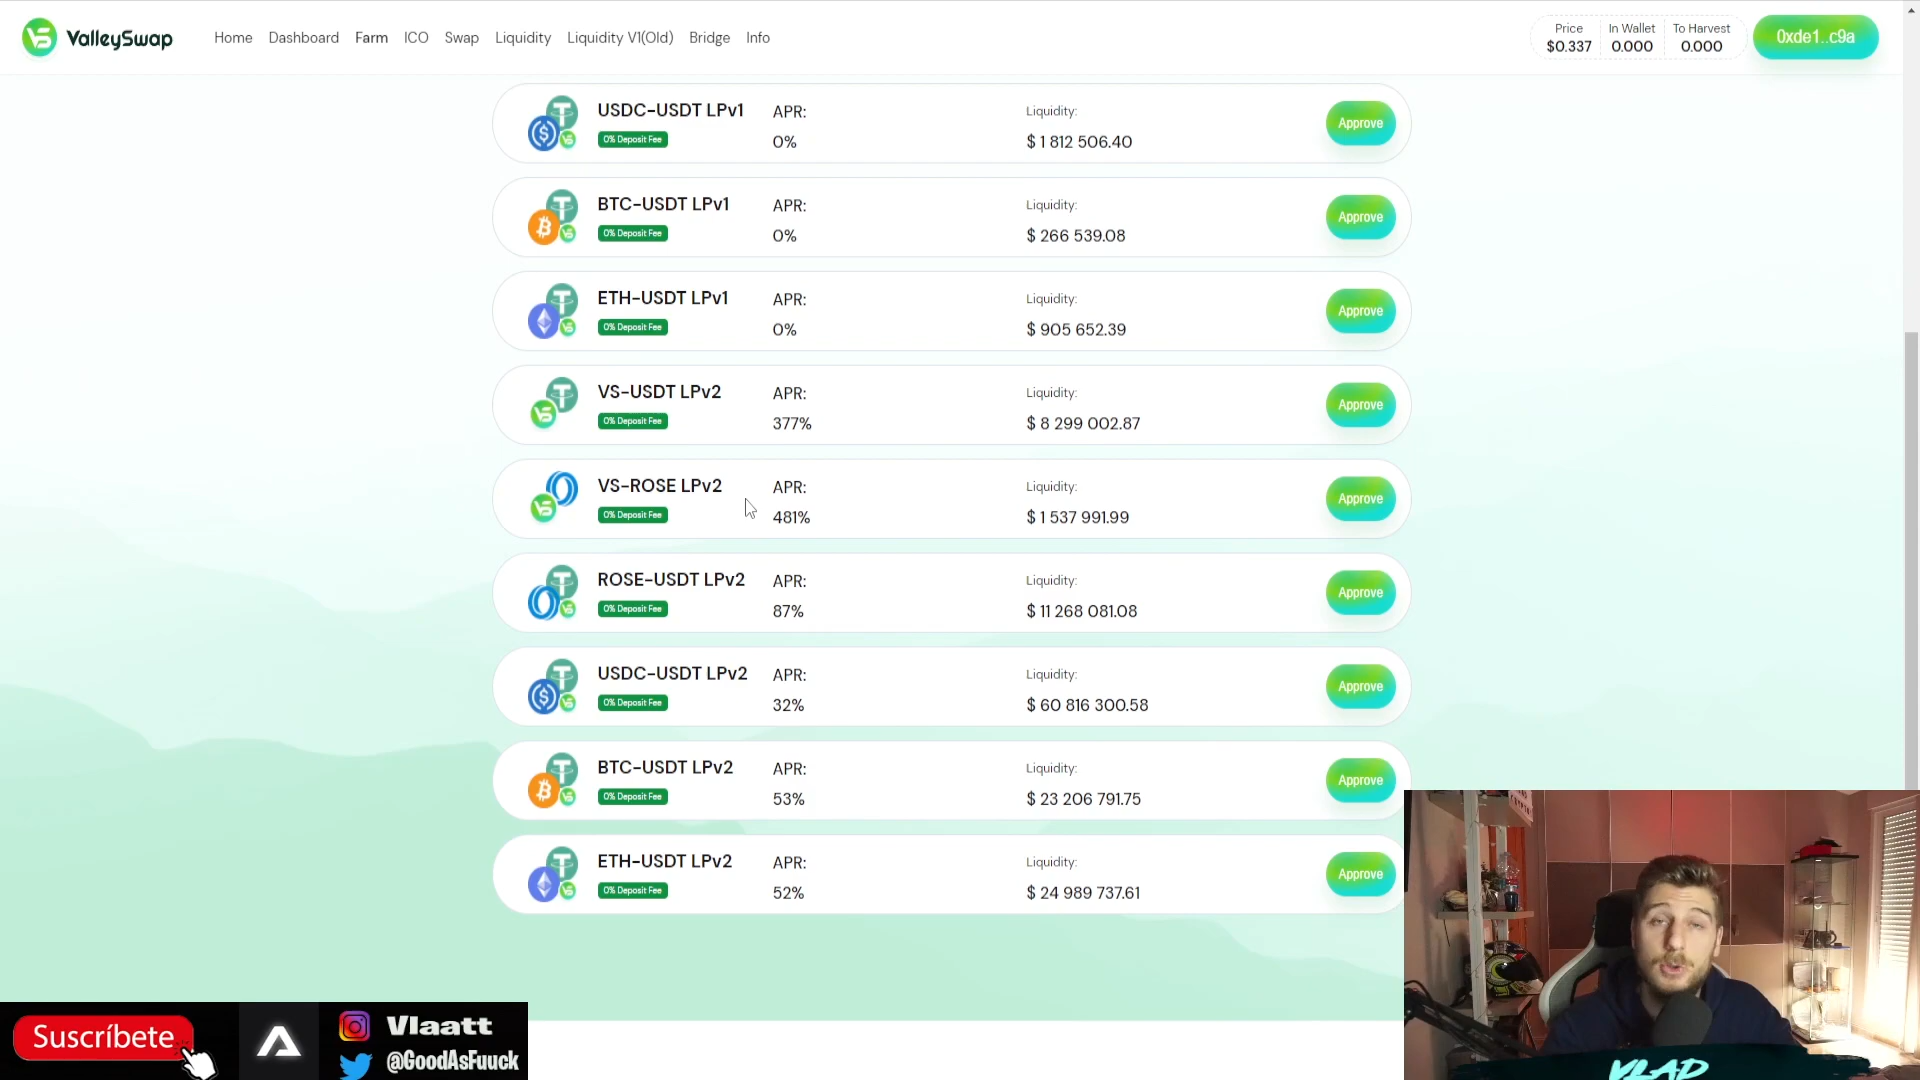 ValleySwap
Home Dashboard Farm ICO Swap Liquidity Liquidity V1(Old) Bridge Info
Price In Wallet To Harvest
$0.337 0.000 0.000
0xde1..c9a
USDC-USDT LPv1 APR: Liquidity:
0% Deposit Fee 0% $ 1 812 506.40 Approve
BTC-USDT LPv1 APR: Liquidity:
0% Deposit Fee 0% $ 266 539.08 Approve
ETH-USDT LPv1 APR: Liquidity:
0% Deposit Fee 0% $ 905 652.39 Approve
VS-USDT LPv2 APR: Liquidity:
0% Deposit Fee 377% $ 8 299 002.87 Approve
VS-ROSE LPv2 APR: Liquidity:
0% Deposit Fee 481% $ 1 537 991.99 Approve
ROSE-USDT LPv2 APR: Liquidity:
0% Deposit Fee 87% $ 11 268 081.08 Approve
USDC-USDT LPv2 APR: Liquidity:
0% Deposit Fee 32% $ 60 816 300.58 Approve
BTC-USDT LPv2 APR: Liquidity:
0% Deposit Fee 53% $ 23 206 791.75 Approve
ETH-USDT LPv2 APR: Liquidity:
0% Deposit Fee 52% $ 24 989 737.61 Approve
Suscríbete
Vlaatt
@GoodAsFuuck
VLAD